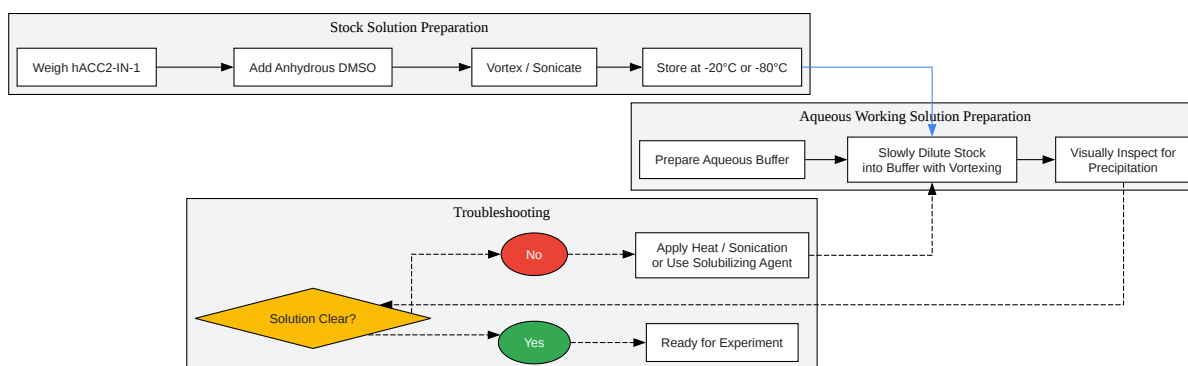 Stock Solution Preparation
Weigh hACC2-IN-1
Add Anhydrous DMSO
Vortex / Sonicate
Store at -20°C or -80°C
Aqueous Working Solution Preparation
Prepare Aqueous Buffer
Slowly Dilute Stock
into Buffer with Vortexing
Visually Inspect for
Precipitation
Troubleshooting
No
Apply Heat / Sonication
or Use Solubilizing Agent
Solution Clear?
Yes
Ready for Experiment